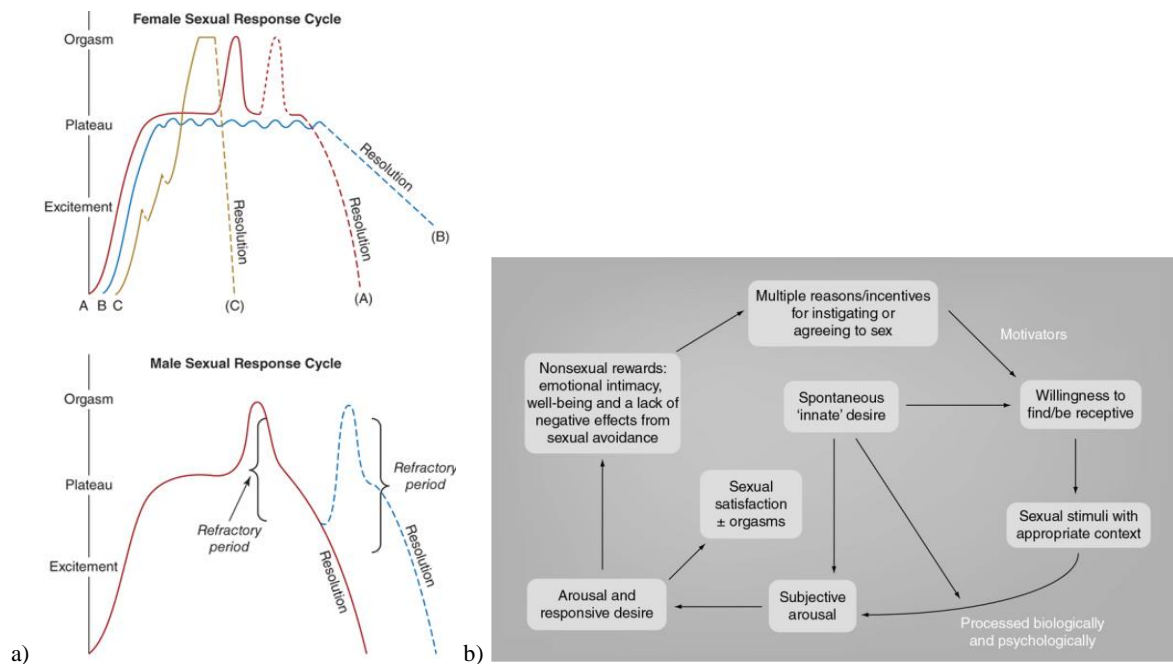 Female Sexual Response Cycle
Orgasm
Plateau
Excitement
Resolution
Resolution
Resolution
(B)
A B C
(C)
(A)
Male Sexual Response Cycle
Orgasm
Plateau
Excitement
Refractory
period
Refractory
period
Resolution
Resolution
a)
Multiple reasons/incentives
for instigating or
agreeing to sex
Motivators
Nonsexual rewards:
emotional intimacy,
well-being and a lack of
negative effects from
sexual avoidance
Spontaneous
'innate' desire
Willingness to
find/be receptive
Sexual
satisfaction
± orgasms
Sexual stimuli with
appropriate context
Arousal and
responsive desire
Subjective
arousal
Processed biologically
and psychologically
b)